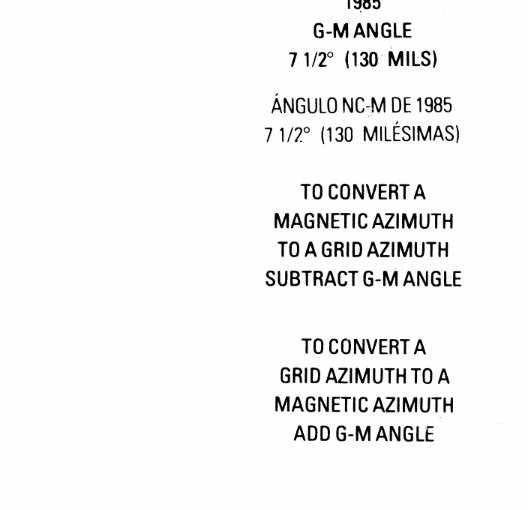 1985
G-M ANGLE
7 1/2° (130 MILS)
ÁNGULO NC-M DE 1985
7 1/2° (130 MILÉSIMAS)
TO CONVERT A
MAGNETIC AZIMUTH
TO A GRID AZIMUTH
SUBTRACT G-M ANGLE
TO CONVERT A
GRID AZIMUTH TO A
MAGNETIC AZIMUTH
ADD G-M ANGLE